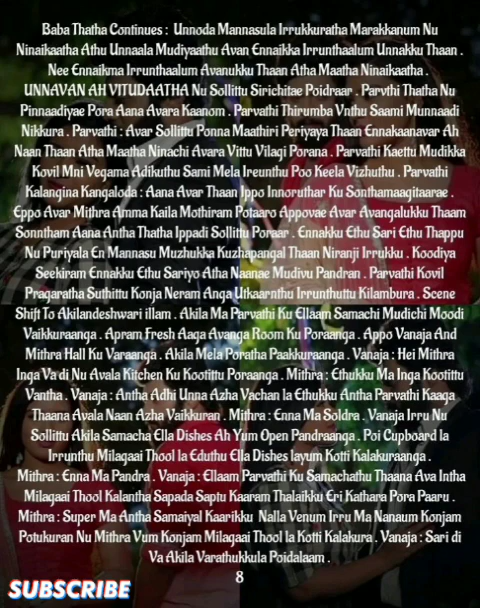 Baba Thatha Continues : Unnoda Mannasula Irrukkuratha Marakkanum Nu
Ninaikaatha Athu Unnaala Mudiyaathu Avan Ennaikka Irrunthaalum Unnakku Thaan .
Nee Ennaikma Irrunthaalum Avanukku Thaan Atha Maatha Ninaikaatha .
UNNAVAN AH VITUDAATHA Nu Sollittu Sirichitae Poidraar . Parvthi Thatha Nu
Pinnaadiyae Pora Aana Avara Kaanom . Parvathi Thirumba Vnthu Saami Munnaadi
Nikkura . Parvathi : Avar Sollittu Ponna Maathiri Periyaya Thaan Ennakaanavar Ah
Naan Thaan Atha Maatha Ninachi Avara Vittu Vilagi Porana . Parvathi Kaettu Mudikka
Kovil Mni Vegama Adikuthu Sami Mela Ireunthu Poo Keela Vizhuthu . Parvathi
Kalangina Kangaloda : Aana Avar Thaan Ippo Innoruthar Ku Sonthamaagitaarae .
Eppo Avar Mithra Amma Kaila Mothiram Potaaro Appovae Avar Avangalukku Thaam
Sonntham Aana Antha Thatha Ippadi Sollittu Poraar . Ennakku Ethu Sari Ethu Thappu
Nu Puriyala En Mannasu Muzhukka Kuzhapangal Thaan Niranji Irrukku . Koodiya
Seekiram Ennakku Ethu Sariyo Atha Naanae Mudivu Pandran . Parvathi Kovil
Pragaratha Suthittu Konja Neram Anga Utkaarnthu Irrunthuttu Kilambura . Scene
Shift To Akilandeshwari illam . Akila Ma Parvathi Ku Ellaam Samachi Mudichi Moodi
Vaikkuraanga . Apram Fresh Aaga Avanga Room Ku Poraanga . Appo Vanaja And
Mithra Hall Ku Varaanga . Akila Mela Poratha Paakkuraanga . Vanaja : Hei Mithra
Inga Va di Nu Avala Kitchen Ku Kootittu Poraanga . Mithra : Ethukku Ma Inga Kootittu
Vantha . Vanaja : Antha Adhi Unna Azha Vachan la Ethukku Antha Parvathi Kaaga
Thaana Avala Naan Azha Vaikkuran . Mithra : Enna Ma Soldra . Vanaja Irru Nu
Sollittu Akila Samacha Ella Dishes Ah Yum Open Pandraanga . Poi Cupboard la
Irrunthu Milagaai Thool la Eduthu Ella Dishes layum Kotti Kalakuraanga .
Mithra : Enna Ma Pandra . Vanaja : Ellaam Parvathi Ku Samachathu Thaana Ava Intha
Milagaai Thool Kalantha Sapada Saptu Kaaram Thalaikku Eri Kathara Pora Paaru .
Mithra : Super Ma Antha Samaiyal Kaarikku Nalla Venum Irru Ma Nanaum Konjam
Potukuran Nu Mithra Vum Konjam Milagaai Thool la Kotti Kalakura . Vanaja : Sari di
Va Akila Varathukkula Poidalaam .
8
SUBSCRIBE